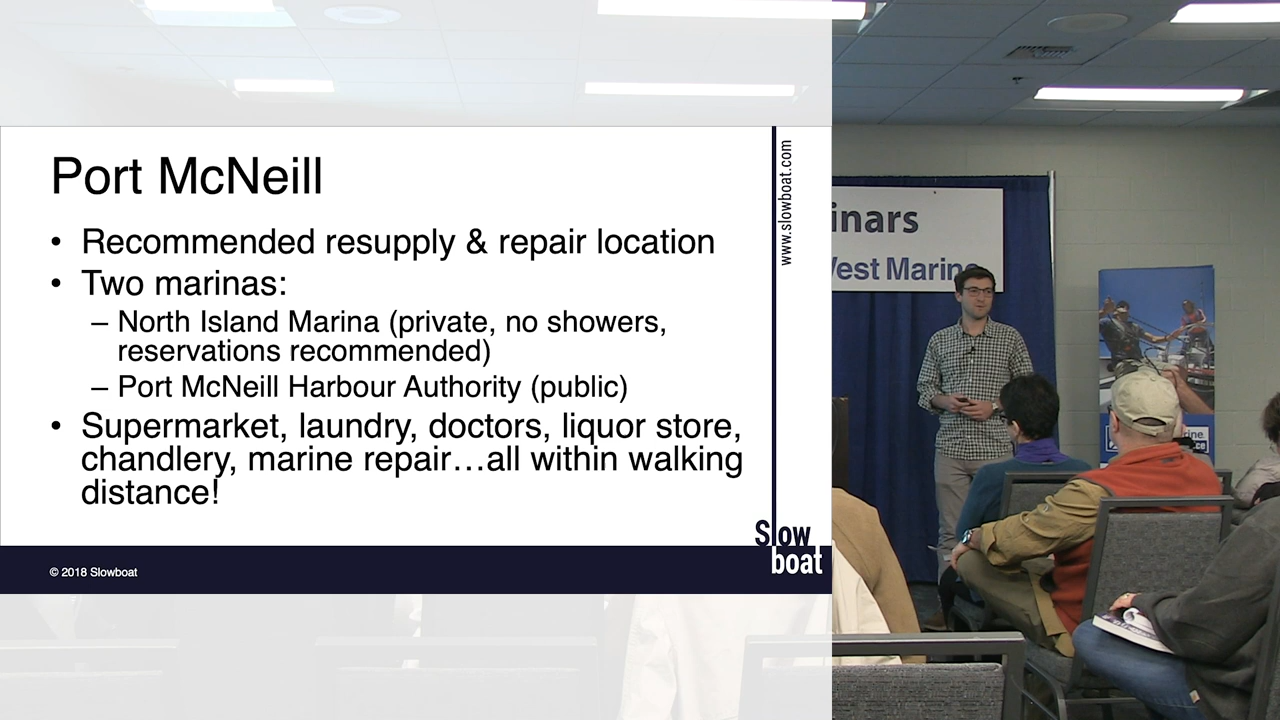 Port McNeill
• Recommended resupply & repair location
• Two marinas:
– North Island Marina (private, no showers,
reservations recommended)
– Port McNeill Harbour Authority (public)
• Supermarket, laundry, doctors, liquor store,
chandlery, marine repair…all within walking
distance!
www.slowboat.com
Slow
boat
© 2018 Slowboat
inars
West Marine